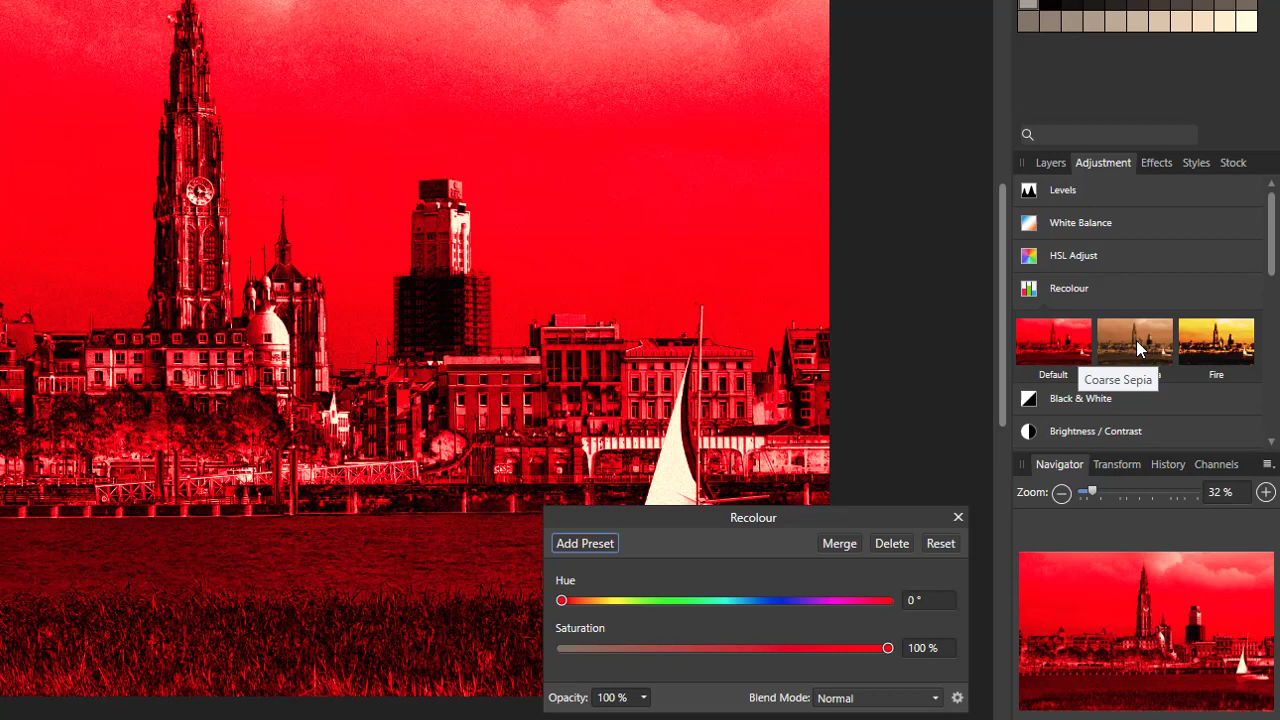 Layers Adjustment Effects Styles Stock
Levels
White Balance
HSL Adjust
Recolour
Default
Fire
Coarse Sepia
Black & White
Brightness / Contrast
Navigator Transform History Channels
Zoom: 32 %
Recolour
Add Preset Merge Delete Reset
Hue
0 °
Saturation
100 %
Opacity: 100 % Blend Mode: Normal